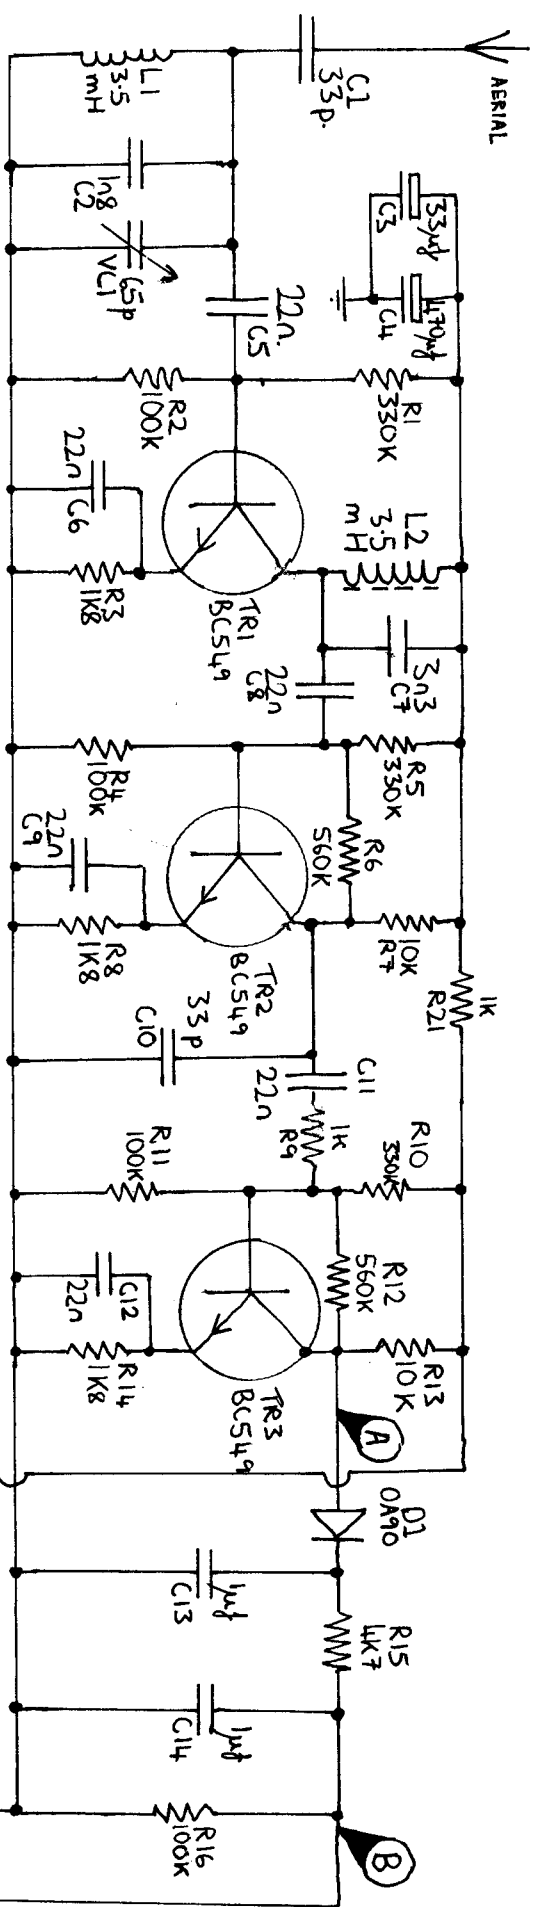 AERIAL
C1
33p.
L1
3.5
mH
1n8
C2
65p
VC1
33µf
C3
470µf
C4
22n.
C5
R1
330K
R2
100K
22n
C6
R3
1K8
TR1
BC549
L2
3.5
mH
3n3
C7
22n
C8
R5
330K
R4
100K
R6
560K
10K
R7
22n
C9
R8
1K8
TR2
BC549
33p
C10
1K
R21
C11
22n
1K
R9
R10
330K
R11
100K
R12
560K
R13
10K
C12
22n
R14
1K8
TR3
BC549
A
D1
OA90
1µf
C13
R15
4K7
1µf
C14
R16
100K
B